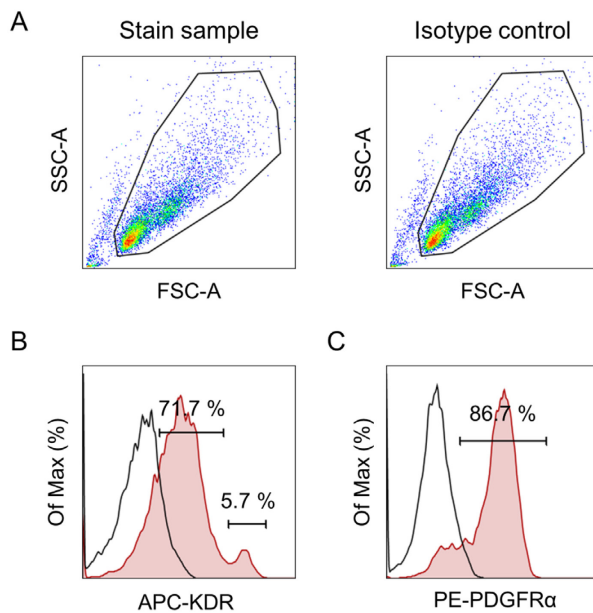 A
Stain sample
Isotype control
SSC-A
SSC-A
FSC-A
FSC-A
B
C
Of Max (%)
71.7 %
5.7 %
Of Max (%)
86.7 %
APC-KDR
PE-PDGFRα